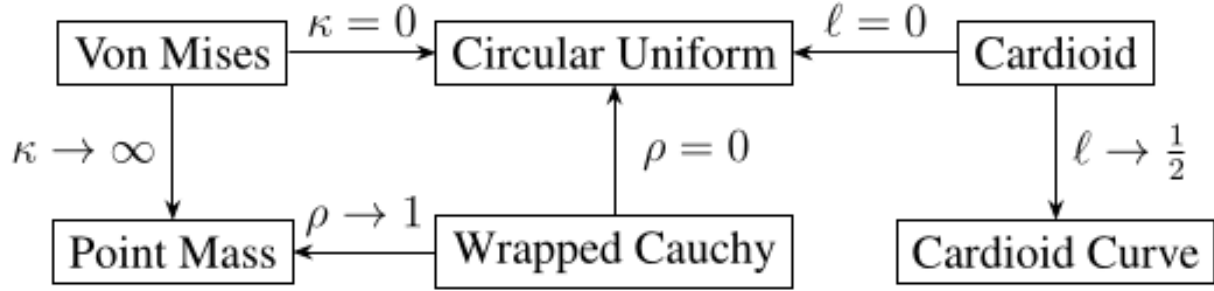 κ = 0
ℓ = 0
Von Mises
Circular Uniform
Cardioid
κ → ∞
ρ = 0
ℓ → 1/2
ρ → 1
Point Mass
Wrapped Cauchy
Cardioid Curve